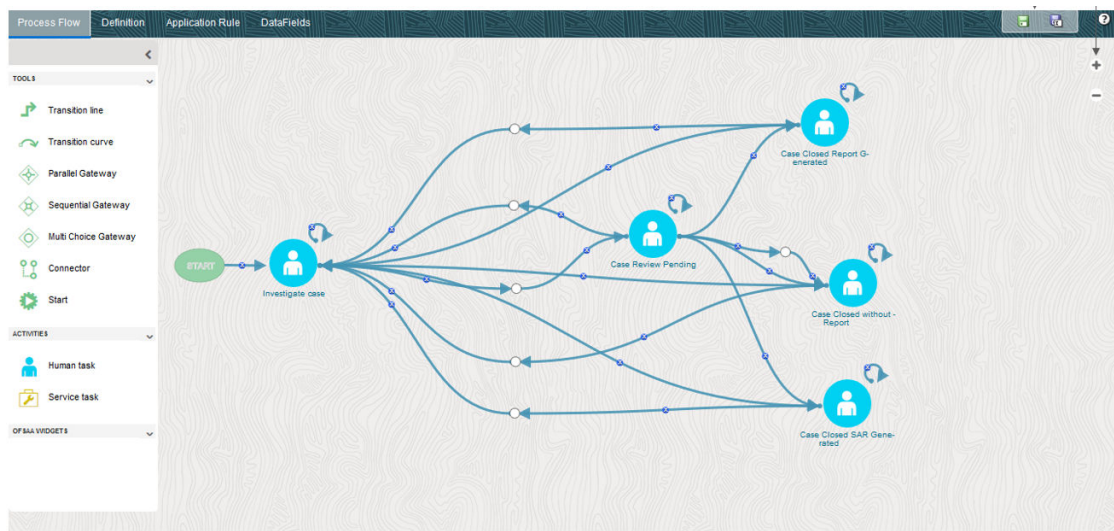 Process Flow
Definition
Application Rule
DataFields
?
TOOLS
Transition line
Transition curve
Parallel Gateway
Sequential Gateway
Multi Choice Gateway
Connector
Start
ACTIVITIES
Human task
Service task
OFSAA WIDGETS
START
Investigate case
Case Review Pending
Case Closed Report G-
enerated
Case Closed without -
Report
Case Closed SAR Gene-
rated